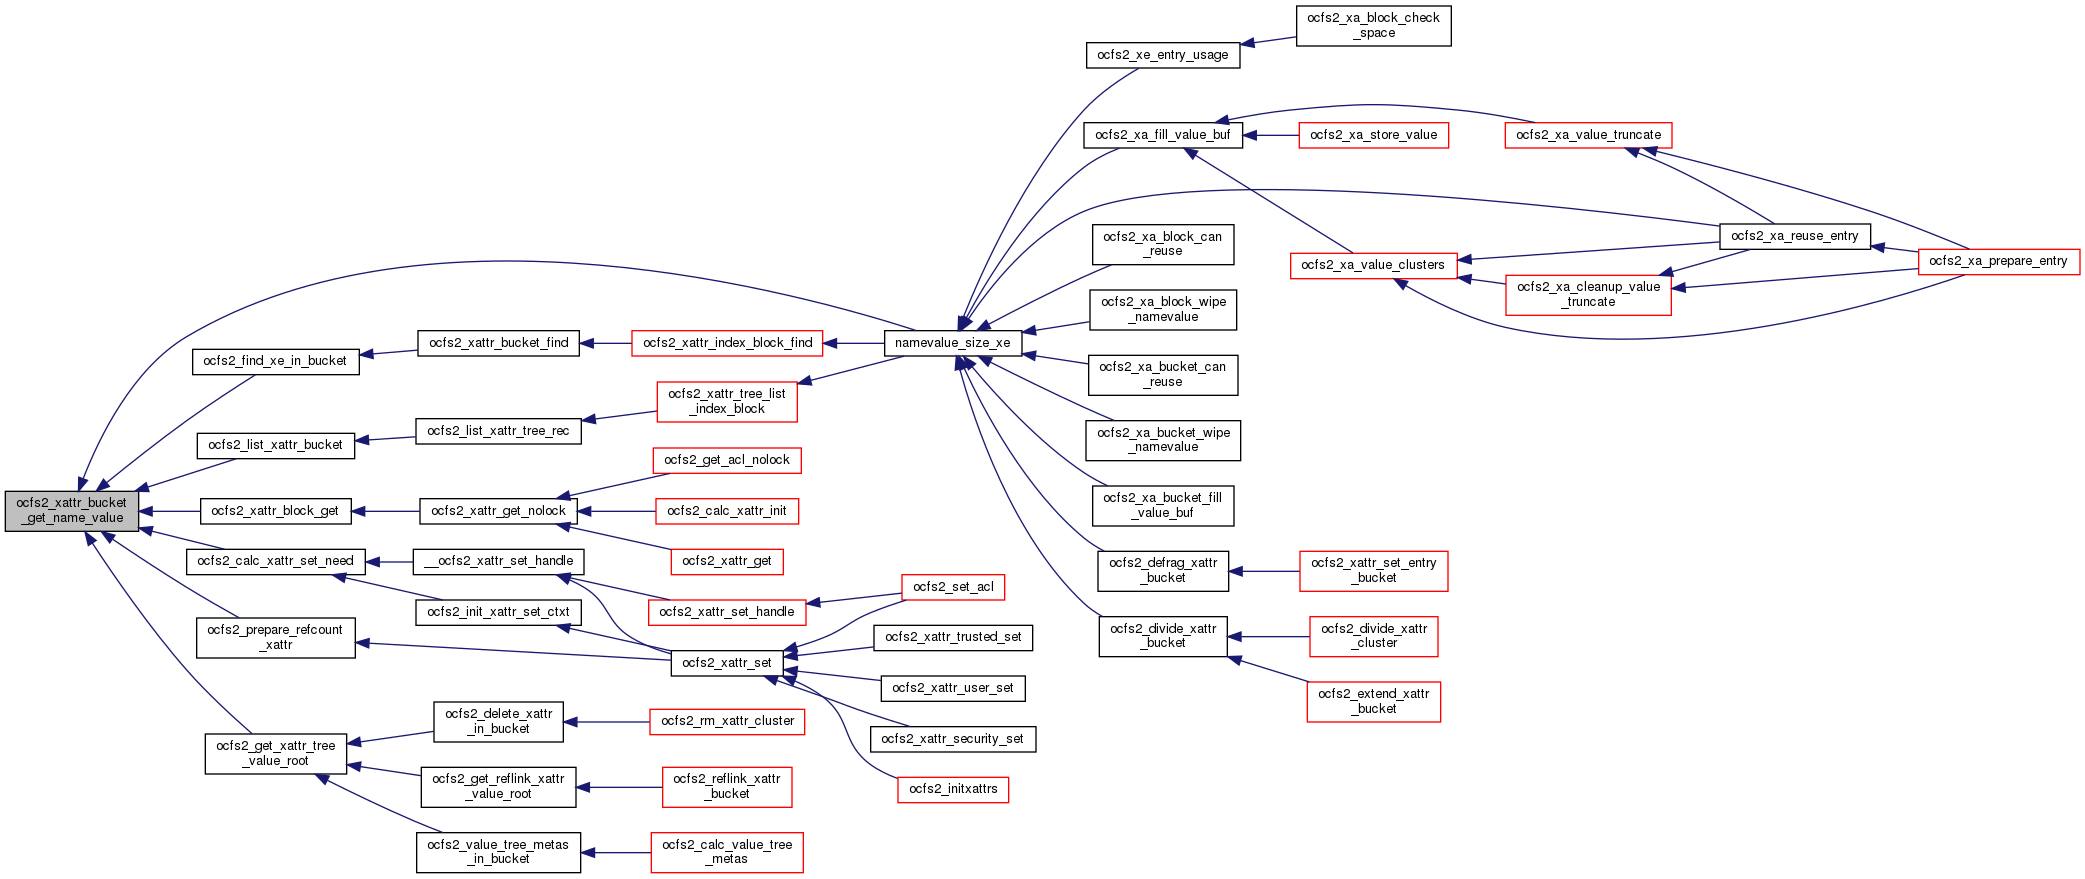 ocfs2_xattr_bucket
_get_name_value
ocfs2_find_xe_in_bucket
ocfs2_list_xattr_bucket
ocfs2_xattr_block_get
ocfs2_calc_xattr_set_need
ocfs2_prepare_refcount
_xattr
ocfs2_get_xattr_tree
_value_root
ocfs2_xattr_bucket_find
ocfs2_list_xattr_tree_rec
ocfs2_xattr_get_nolock
__ocfs2_xattr_set_handle
ocfs2_init_xattr_set_ctxt
ocfs2_delete_xattr
_in_bucket
ocfs2_get_reflink_xattr
_value_root
ocfs2_value_tree_metas
_in_bucket
ocfs2_xattr_index_block_find
ocfs2_xattr_tree_list
_index_block
ocfs2_get_acl_nolock
ocfs2_calc_xattr_init
ocfs2_xattr_get
ocfs2_xattr_set_handle
ocfs2_xattr_set
ocfs2_rm_xattr_cluster
ocfs2_reflink_xattr
_bucket
ocfs2_calc_value_tree
_metas
namevalue_size_xe
ocfs2_set_acl
ocfs2_xattr_trusted_set
ocfs2_xattr_user_set
ocfs2_xattr_security_set
ocfs2_initxattrs
ocfs2_xe_entry_usage
ocfs2_xa_fill_value_buf
ocfs2_xa_block_can
_reuse
ocfs2_xa_block_wipe
_namevalue
ocfs2_xa_bucket_can
_reuse
ocfs2_xa_bucket_wipe
_namevalue
ocfs2_xa_bucket_fill
_value_buf
ocfs2_defrag_xattr
_bucket
ocfs2_divide_xattr
_bucket
ocfs2_xa_block_check
_space
ocfs2_xa_store_value
ocfs2_xa_value_clusters
ocfs2_xattr_set_entry
_bucket
ocfs2_divide_xattr
_cluster
ocfs2_extend_xattr
_bucket
ocfs2_xa_value_truncate
ocfs2_xa_cleanup_value
_truncate
ocfs2_xa_reuse_entry
ocfs2_xa_prepare_entry